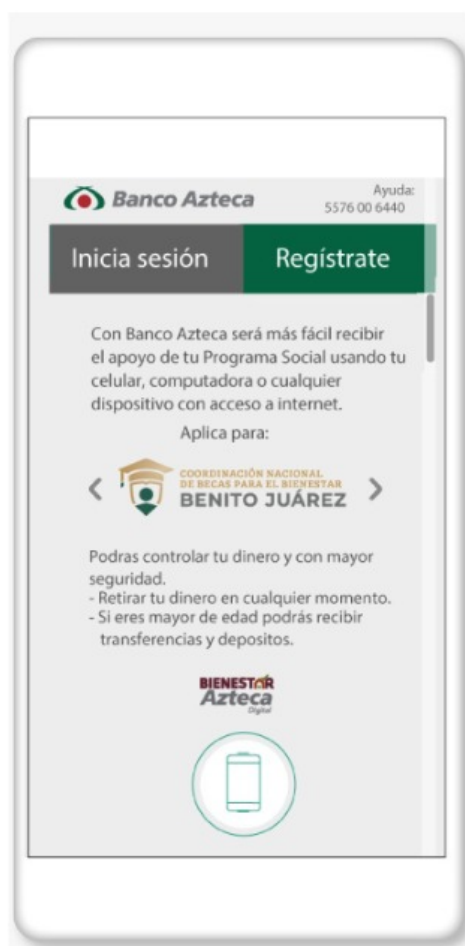 Banco Azteca
Ayuda:
5576 00 6440
Inicia sesión
Regístrate
Con Banco Azteca será más fácil recibir
el apoyo de tu Programa Social usando tu
celular, computadora o cualquier
dispositivo con acceso a internet.
Aplica para:
COORDINACIÓN NACIONAL
DE BECAS PARA EL BIENESTAR
BENITO JUÁREZ
Podras controlar tu dinero y con mayor
seguridad.
- Retirar tu dinero en cualquier momento.
- Si eres mayor de edad podrás recibir
transferencias y depositos.
BIENESTAR
Azteca
Digital